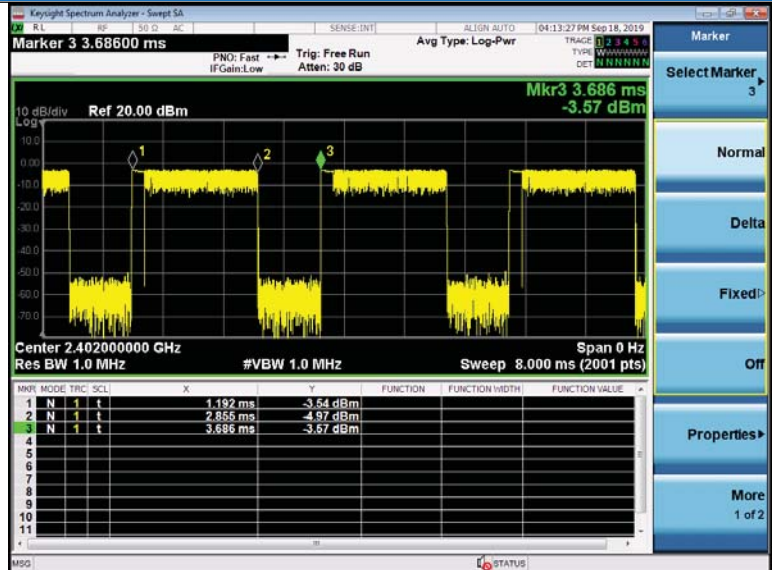 Keysight Spectrum Analyzer - Swept SA
RL RF 50 Ω AC SENSE:INT ALIGN AUTO 04:13:27 PM Sep 18, 2019
Marker 3 3.68600 ms
PNO: Fast
IFGain:Low
Trig: Free Run
Atten: 30 dB
Avg Type: Log-Pwr
TRACE 1 2 3 4 5 6
TYPE WWWWWW
DET N N N N N N
Mkr3 3.686 ms
-3.57 dBm
10 dB/div Ref 20.00 dBm
Log
10.0
0.00
-10.0
-20.0
-30.0
-40.0
-50.0
-60.0
-70.0
1
2
3
Center 2.402000000 GHz Span 0 Hz
Res BW 1.0 MHz #VBW 1.0 MHz Sweep 8.000 ms (2001 pts)
MKR MODE TRC SCL X Y FUNCTION FUNCTION WIDTH FUNCTION VALUE
1 N 1 t 1.192 ms -3.54 dBm
2 N 1 t 2.855 ms -4.97 dBm
3 N 1 t 3.686 ms -3.57 dBm
4
5
6
7
8
9
10
11
MSG STATUS
Marker
Select Marker
3
Normal
Delta
Fixed
Off
Properties
More
1 of 2